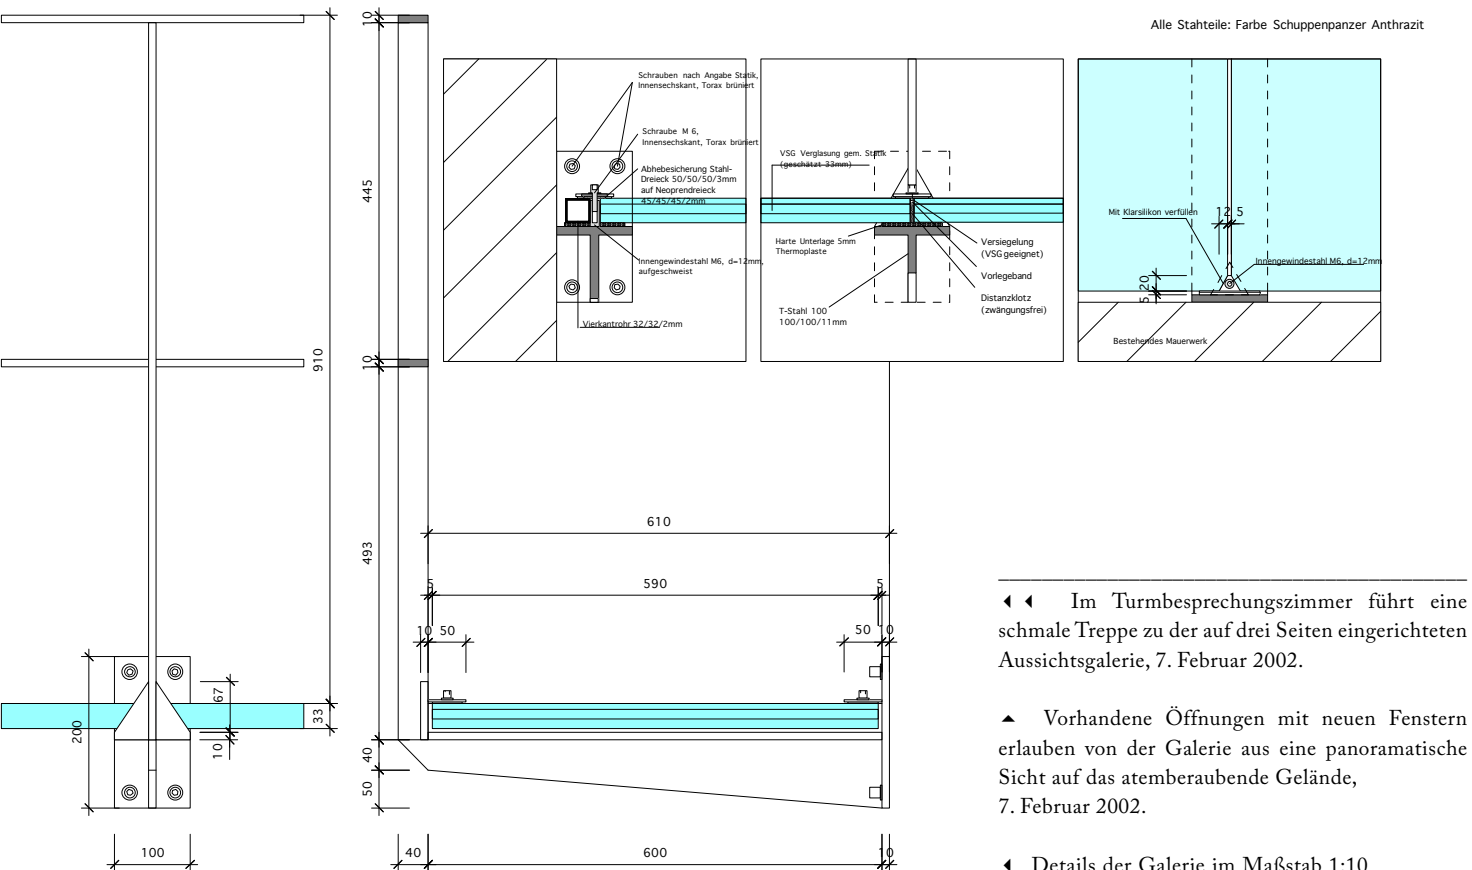 Alle Stahteile: Farbe Schuppenpanzer Anthrazit
Schrauben nach Angabe Statik,
Innensechskant, Torax brüniert
Schraube M 6,
Innensechskant, Torax brüniert
Abhebesicherung Stahl-
Dreieck 50/50/50/3mm
auf Neoprendreieck
45/45/45/2mm
Innengewindestahl M6, d=12mm,
aufgeschweist
Vierkantrohr 32/32/2mm
VSG Verglasung gem. Statik
(geschätzt 33mm)
Harte Unterlage 5mm
Thermoplaste
T-Stahl 100
100/100/11mm
Versiegelung
(VSG geeignet)
Vorlegeband
Distanzklotz
(zwängungsfrei)
Mit Klarsilikon verfüllen
12 5
Innengewindestahl M6, d=12mm
20
5
Bestehendes Mauerwerk
10
445
10
910
493
610
5
590
5
10 50
50
0
67
33
200
10
40
50
100
40
600
10
Im Turmbesprechungszimmer führt eine
schmale Treppe zu der auf drei Seiten eingerichteten
Aussichtsgalerie, 7. Februar 2002.
Vorhandene Öffnungen mit neuen Fenstern
erlauben von der Galerie aus eine panoramatische
Sicht auf das atemberaubende Gelände,
7. Februar 2002.
Details der Galerie im Maßstab 1:10